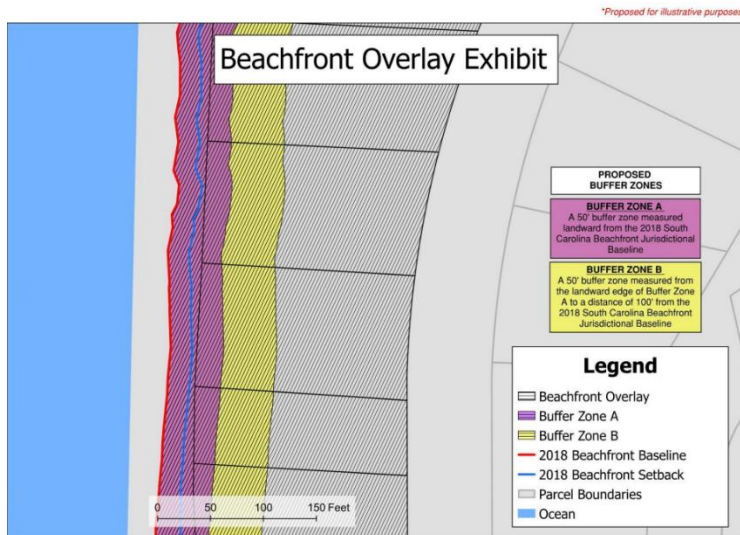 *Proposed for illustrative purposes
Beachfront Overlay Exhibit
PROPOSED
BUFFER ZONES
BUFFER ZONE A
A 50' buffer zone measured
landward from the 2018 South
Carolina Beachfront Jurisdictional
Baseline
BUFFER ZONE B
A 50' buffer zone measured from
the landward edge of Buffer Zone
A to a distance of 100' from the
2018 South Carolina Beachfront
Jurisdictional Baseline
Legend
Beachfront Overlay
Buffer Zone A
Buffer Zone B
2018 Beachfront Baseline
2018 Beachfront Setback
Parcel Boundaries
Ocean
0 50 100 150 Feet